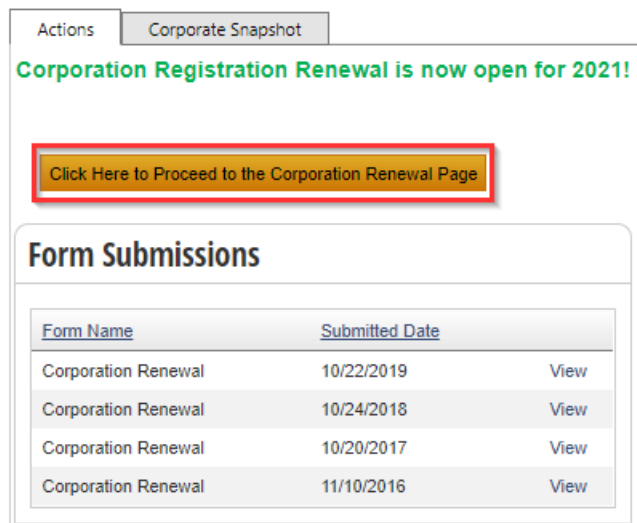 Actions Corporate Snapshot
Corporation Registration Renewal is now open for 2021!
Click Here to Proceed to the Corporation Renewal Page
Form Submissions
Form Name Submitted Date
Corporation Renewal 10/22/2019 View
Corporation Renewal 10/24/2018 View
Corporation Renewal 10/20/2017 View
Corporation Renewal 11/10/2016 View